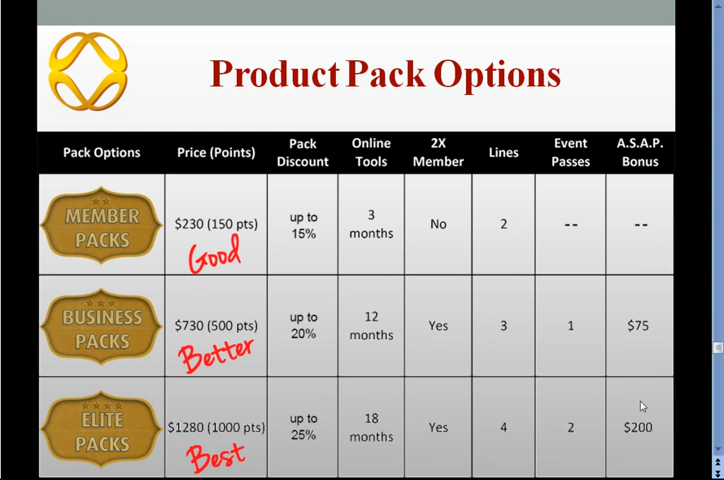 Product Pack Options
Pack Options Price (Points) Pack Discount Online Tools 2X Member Lines Event Passes A.S.A.P. Bonus
MEMBER PACKS $230 (150 pts) up to 15% 3 months No 2 -- --
Good
BUSINESS PACKS $730 (500 pts) up to 20% 12 months Yes 3 1 $75
Better
ELITE PACKS $1280 (1000 pts) up to 25% 18 months Yes 4 2 $200
Best